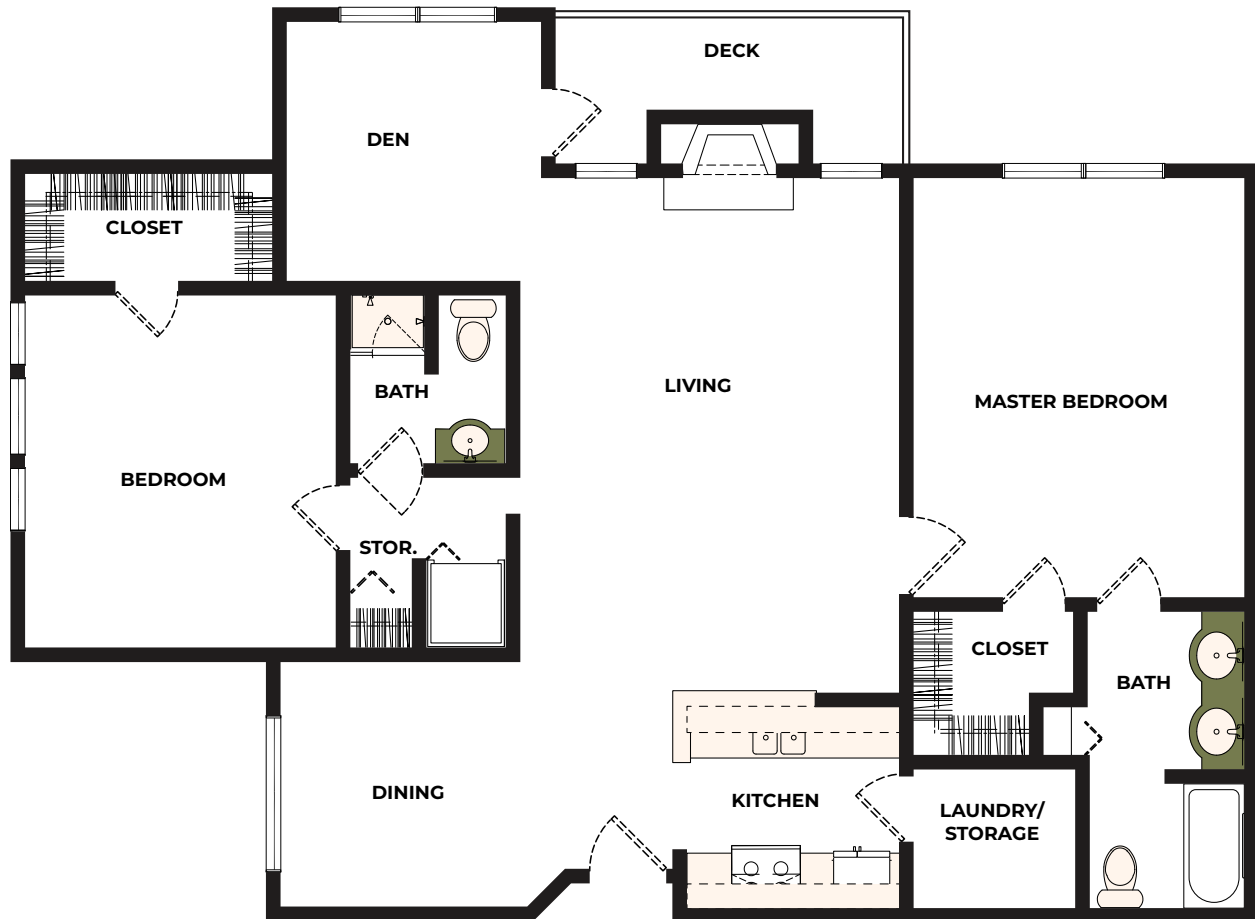 DECK
DEN
CLOSET
LIVING
BATH
MASTER BEDROOM
BEDROOM
STOR.
CLOSET
BATH
DINING
KITCHEN
LAUNDRY/
STORAGE